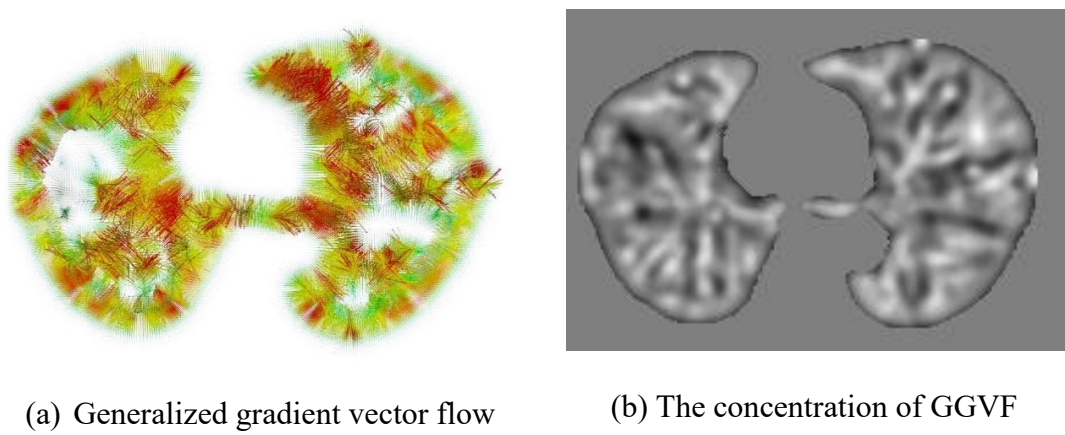 (a) Generalized gradient vector flow
(b) The concentration of GGVF